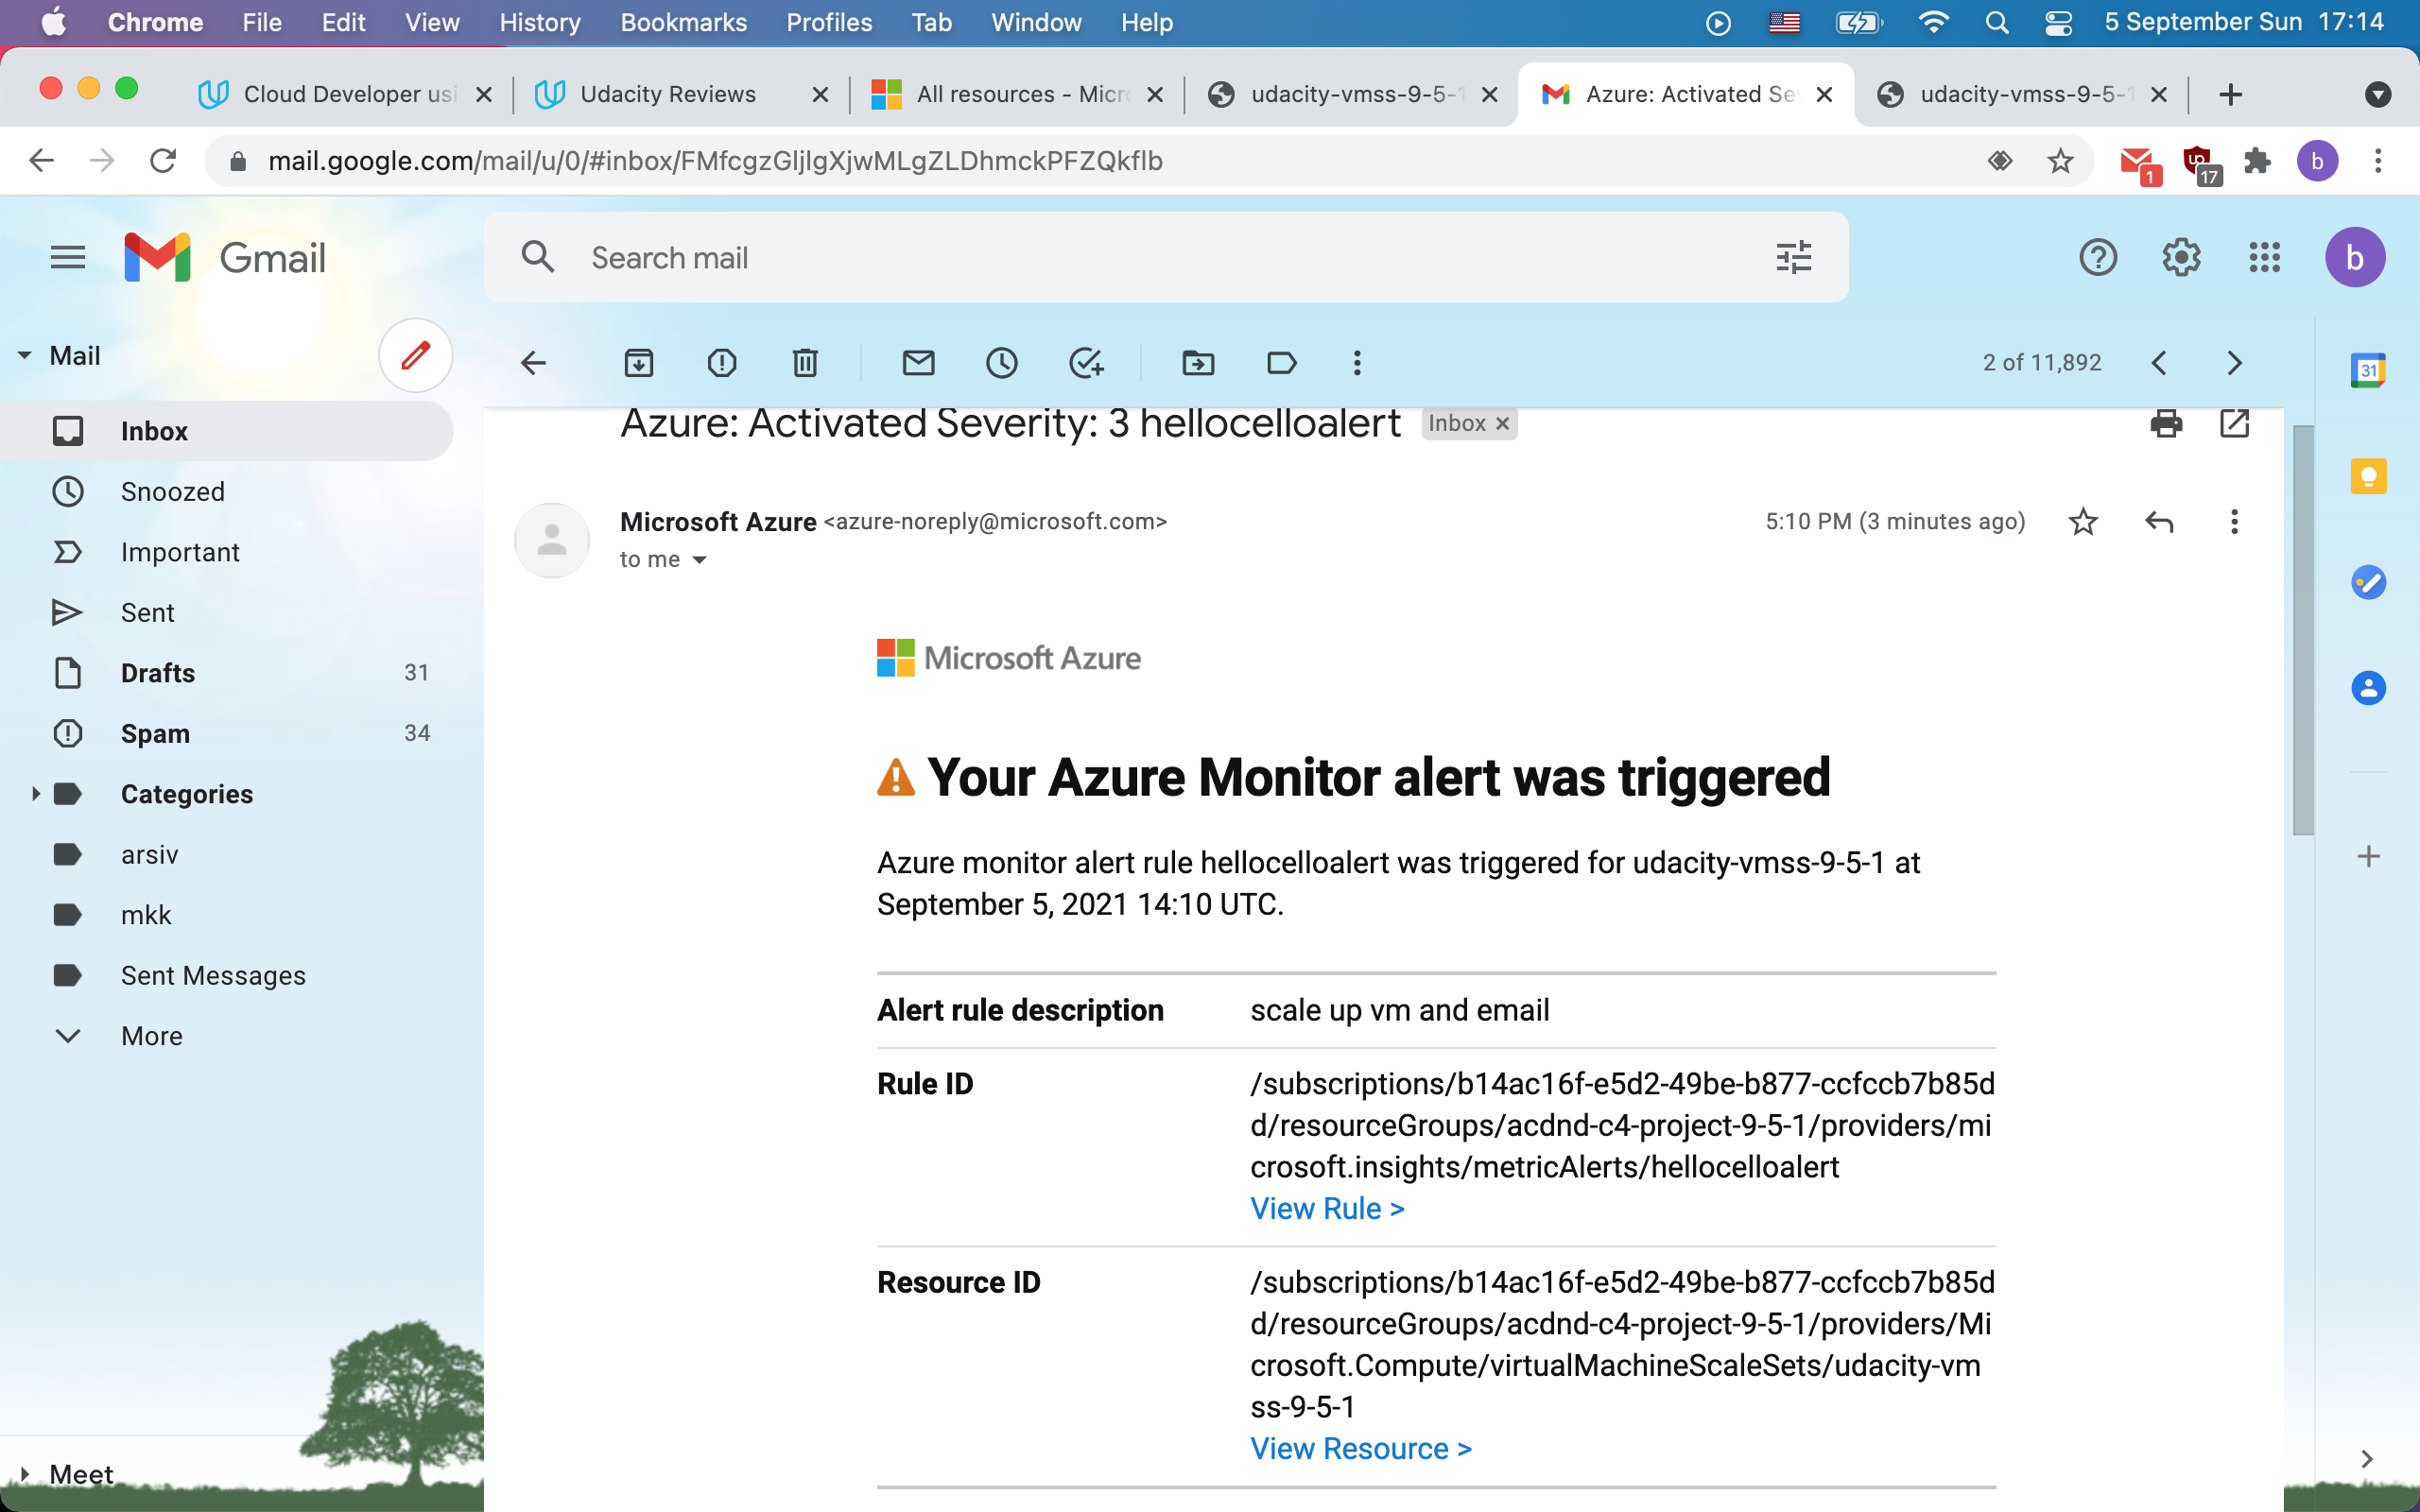 Chrome File Edit View History Bookmarks Profiles Tab Window Help
5 September Sun 17:14
Cloud Developer usi
Udacity Reviews
All resources - Micr
udacity-vmss-9-5-1
Azure: Activated Se
udacity-vmss-9-5-1
mail.google.com/mail/u/0/#inbox/FMfcgzGljlgXjwMLgZLDhmckPFZQkflb
1
17
b
Gmail
Search mail
b
Mail
2 of 11,892
31
Inbox
Snoozed
Important
Sent
Drafts 31
Spam 34
Categories
arsiv
mkk
Sent Messages
More
Meet
Azure: Activated Severity: 3 hellocelloalert
Inbox ×
Microsoft Azure <azure-noreply@microsoft.com>
5:10 PM (3 minutes ago)
to me
Microsoft Azure
Your Azure Monitor alert was triggered
Azure monitor alert rule hellocelloalert was triggered for udacity-vmss-9-5-1 at
September 5, 2021 14:10 UTC.
Alert rule description scale up vm and email
Rule ID /subscriptions/b14ac16f-e5d2-49be-b877-ccfccb7b85d
d/resourceGroups/acdnd-c4-project-9-5-1/providers/mi
crosoft.insights/metricAlerts/hellocelloalert
View Rule >
Resource ID /subscriptions/b14ac16f-e5d2-49be-b877-ccfccb7b85d
d/resourceGroups/acdnd-c4-project-9-5-1/providers/Mi
crosoft.Compute/virtualMachineScaleSets/udacity-vm
ss-9-5-1
View Resource >